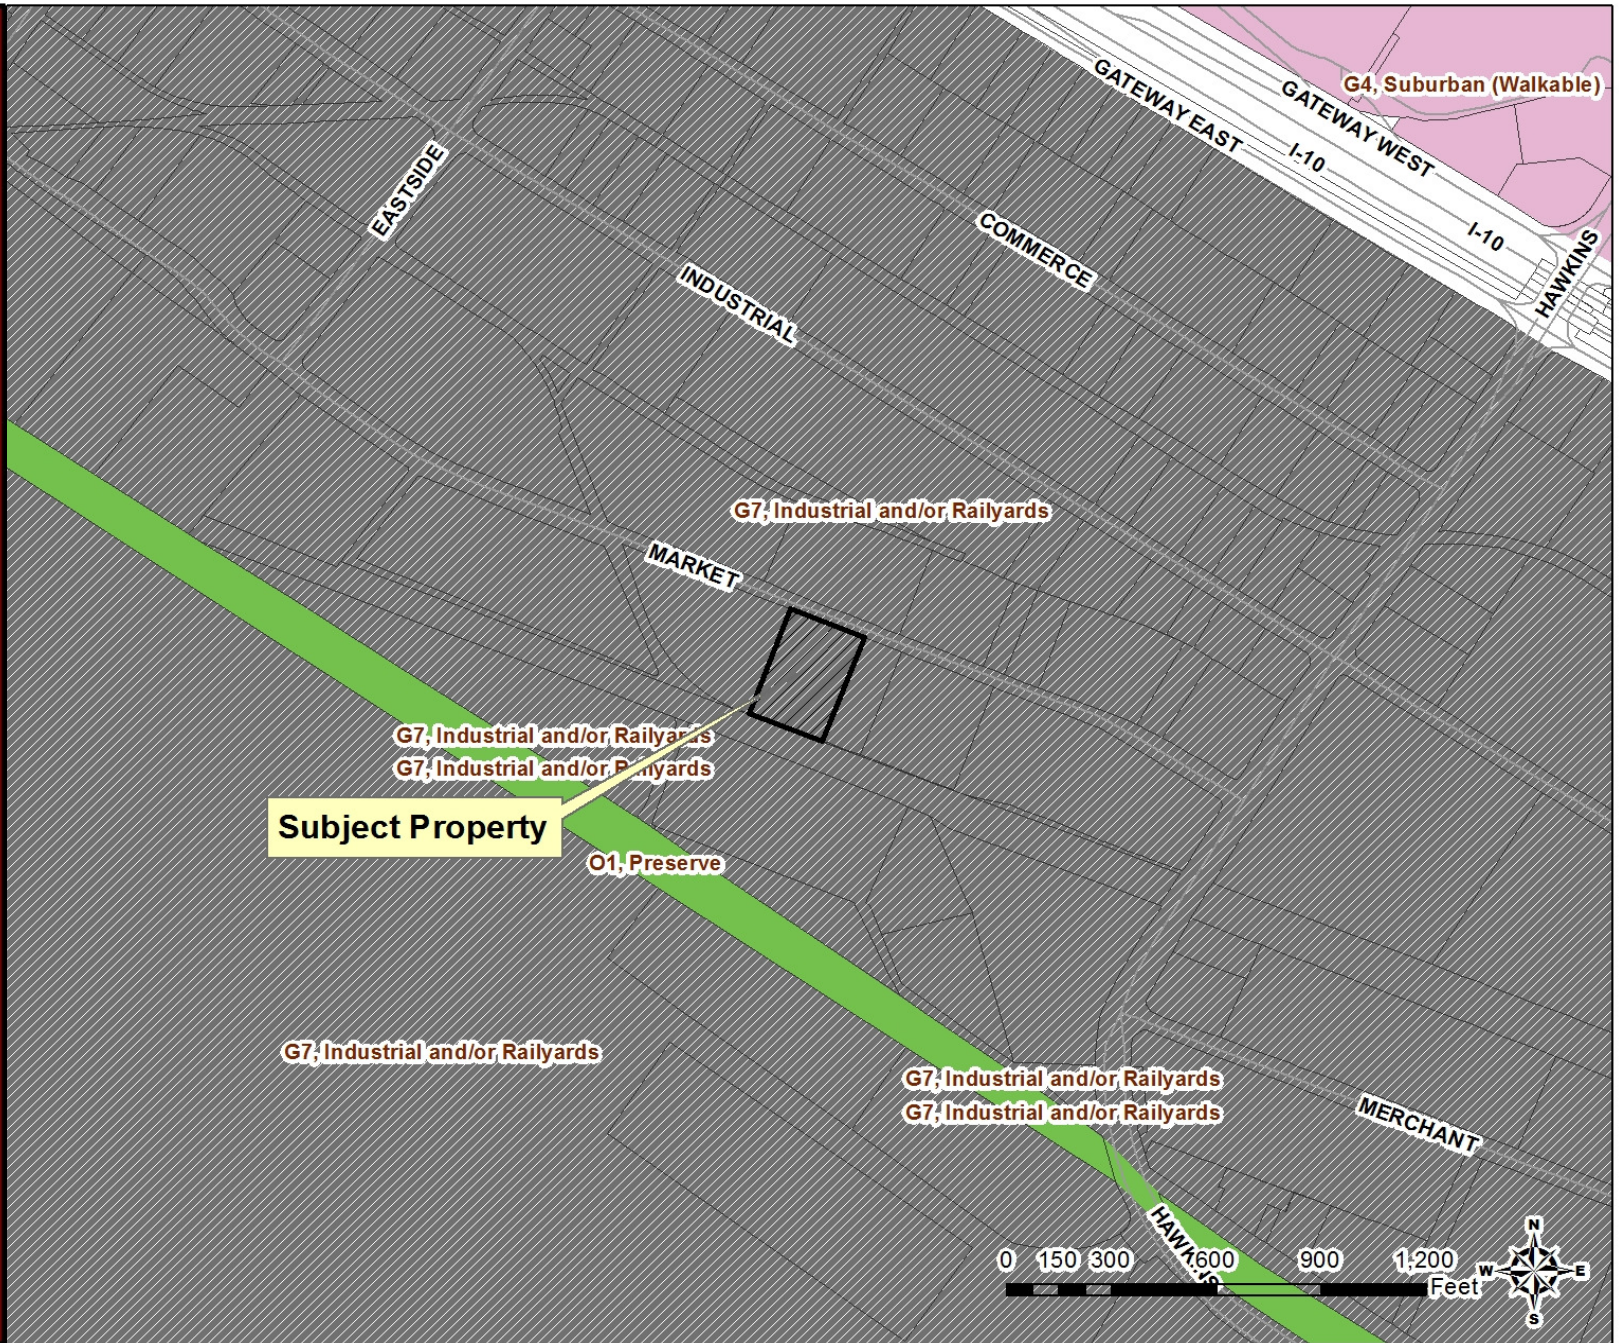 G4, Suburban (Walkable)
GATEWAY EAST
GATEWAY WEST
I-10
I-10
HAWKINS
EASTSIDE
COMMERCE
INDUSTRIAL
G7, Industrial and/or Railyards
MARKET
G7, Industrial and/or Railyards
G7, Industrial and/or Railyards
Subject Property
O1, Preserve
G7, Industrial and/or Railyards
G7, Industrial and/or Railyards
G7, Industrial and/or Railyards
MERCHANT
HAWKINS
0 150 300 600 900 1,200
Feet
N
W E
S